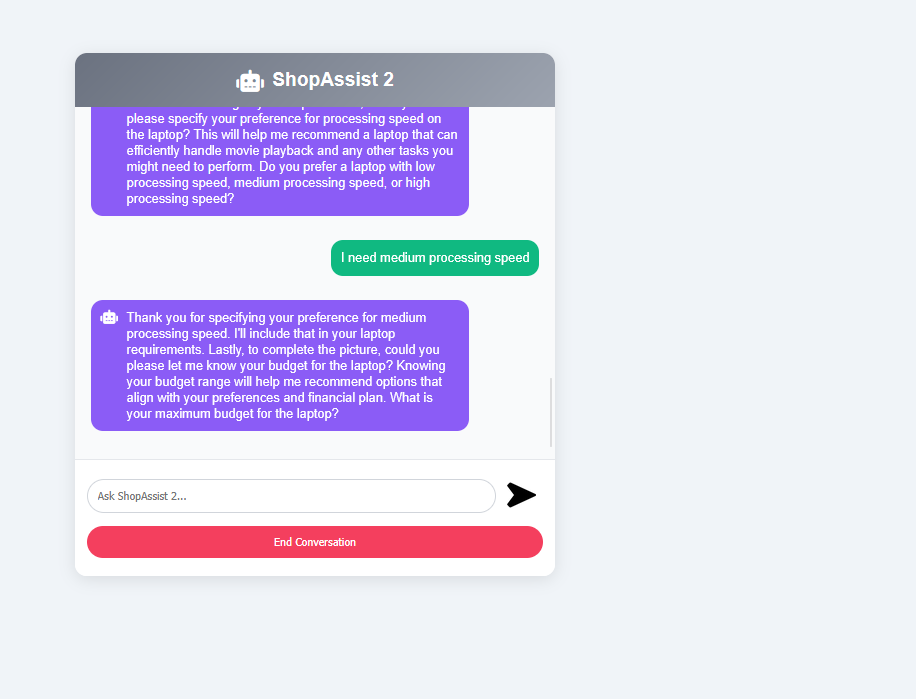 ShopAssist 2
please specify your preference for processing speed on
the laptop? This will help me recommend a laptop that can
efficiently handle movie playback and any other tasks you
might need to perform. Do you prefer a laptop with low
processing speed, medium processing speed, or high
processing speed?
I need medium processing speed
Thank you for specifying your preference for medium
processing speed. I'll include that in your laptop
requirements. Lastly, to complete the picture, could you
please let me know your budget for the laptop? Knowing
your budget range will help me recommend options that
align with your preferences and financial plan. What is
your maximum budget for the laptop?
Ask ShopAssist 2...
End Conversation